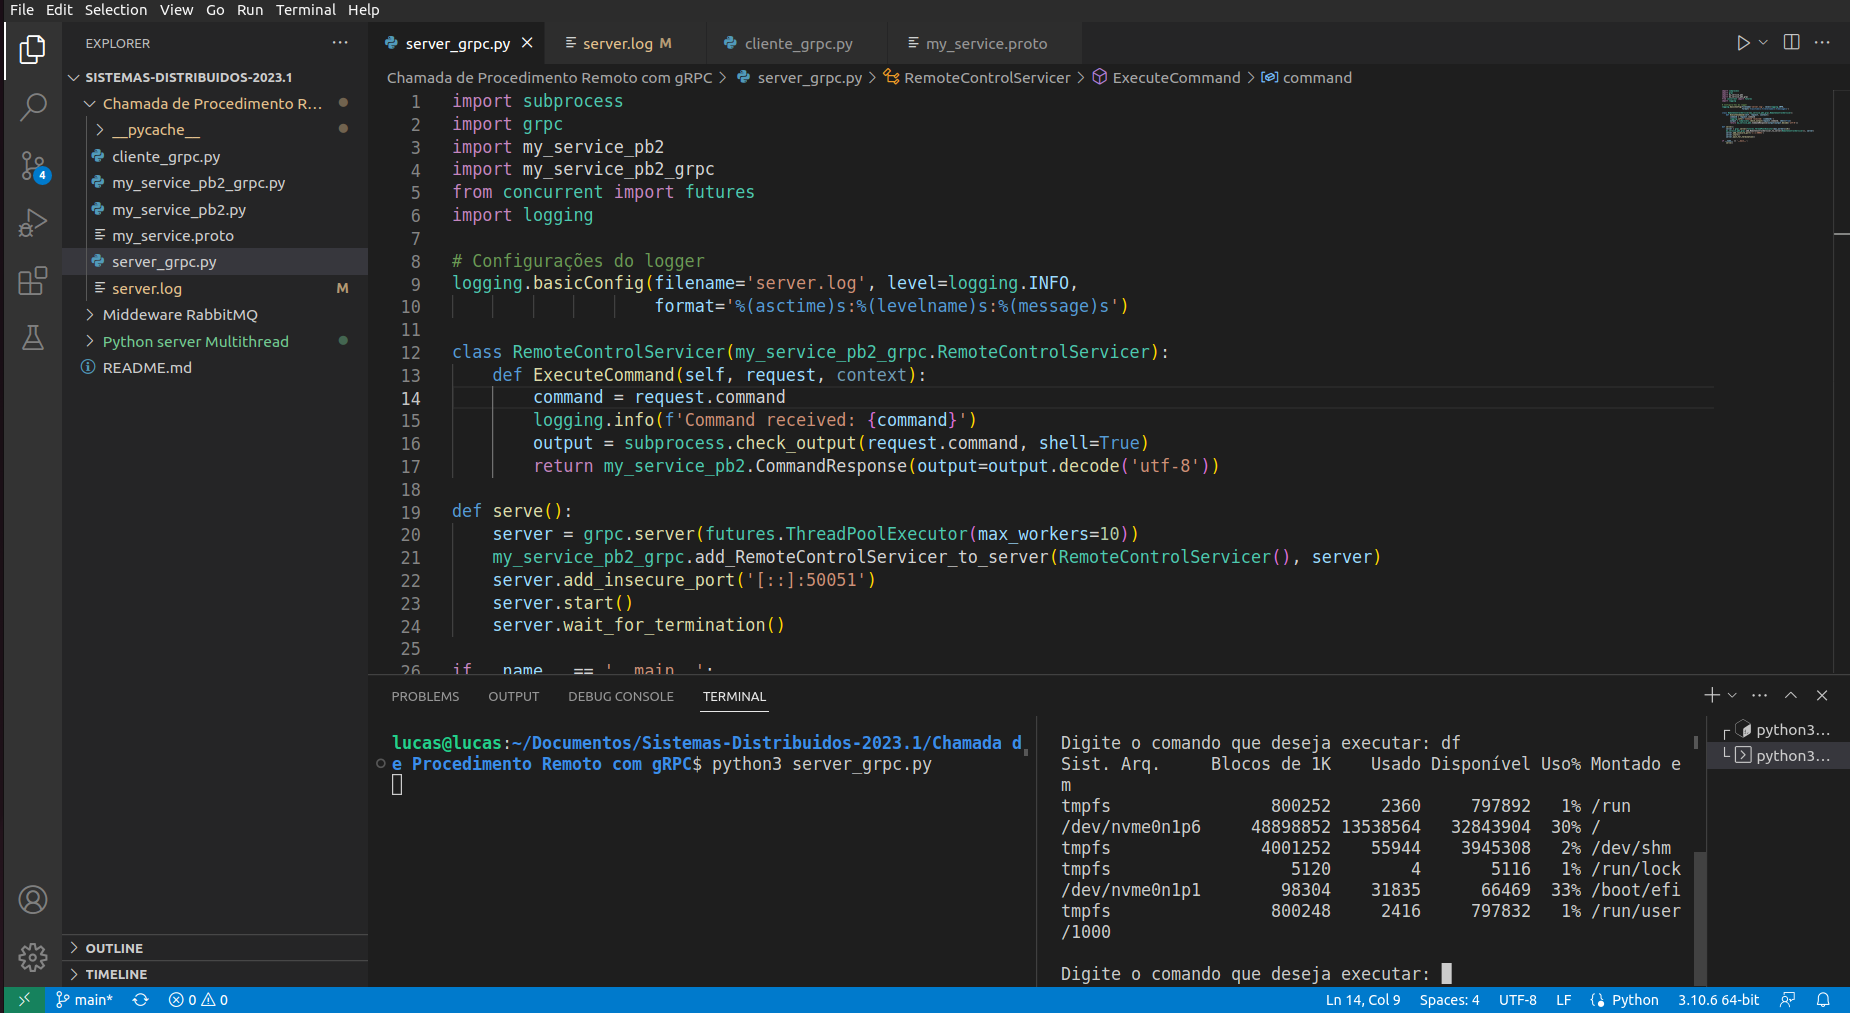 File Edit Selection View Go Run Terminal Help
EXPLORER
SISTEMAS-DISTRIBUIDOS-2023.1
Chamada de Procedimento R...
__pycache__
cliente_grpc.py
my_service_pb2_grpc.py
my_service_pb2.py
my_service.proto
server_grpc.py
server.log M
Middeware RabbitMQ
Python server Multithread
README.md
OUTLINE
TIMELINE
4
server_grpc.py server.log M cliente_grpc.py my_service.proto
Chamada de Procedimento Remoto com gRPC > server_grpc.py > RemoteControlServicer > ExecuteCommand > command
1 import subprocess
2 import grpc
3 import my_service_pb2
4 import my_service_pb2_grpc
5 from concurrent import futures
6 import logging
7
8 # Configurações do logger
9 logging.basicConfig(filename='server.log', level=logging.INFO,
10 format='%(asctime)s:%(levelname)s:%(message)s')
11
12 class RemoteControlServicer(my_service_pb2_grpc.RemoteControlServicer):
13 def ExecuteCommand(self, request, context):
14 command = request.command
15 logging.info(f'Command received: {command}')
16 output = subprocess.check_output(request.command, shell=True)
17 return my_service_pb2.CommandResponse(output=output.decode('utf-8'))
18
19 def serve():
20 server = grpc.server(futures.ThreadPoolExecutor(max_workers=10))
21 my_service_pb2_grpc.add_RemoteControlServicer_to_server(RemoteControlServicer(), server)
22 server.add_insecure_port('[::]:50051')
23 server.start()
24 server.wait_for_termination()
25
26 if __name__ == '__main__':
PROBLEMS OUTPUT DEBUG CONSOLE TERMINAL
lucas@lucas:~/Documentos/Sistemas-Distribuidos-2023.1/Chamada d
e Procedimento Remoto com gRPC$ python3 server_grpc.py
Digite o comando que deseja executar: df
Sist. Arq. Blocos de 1K Usado Disponível Uso% Montado e
m
tmpfs 800252 2360 797892 1% /run
/dev/nvme0n1p6 48898852 13538564 32843904 30% /
tmpfs 4001252 55944 3945308 2% /dev/shm
tmpfs 5120 4 5116 1% /run/lock
/dev/nvme0n1p1 98304 31835 66469 33% /boot/efi
tmpfs 800248 2416 797832 1% /run/user
/1000
Digite o comando que deseja executar:
python3...
python3...
main* 0 0 Ln 14, Col 9 Spaces: 4 UTF-8 LF Python 3.10.6 64-bit